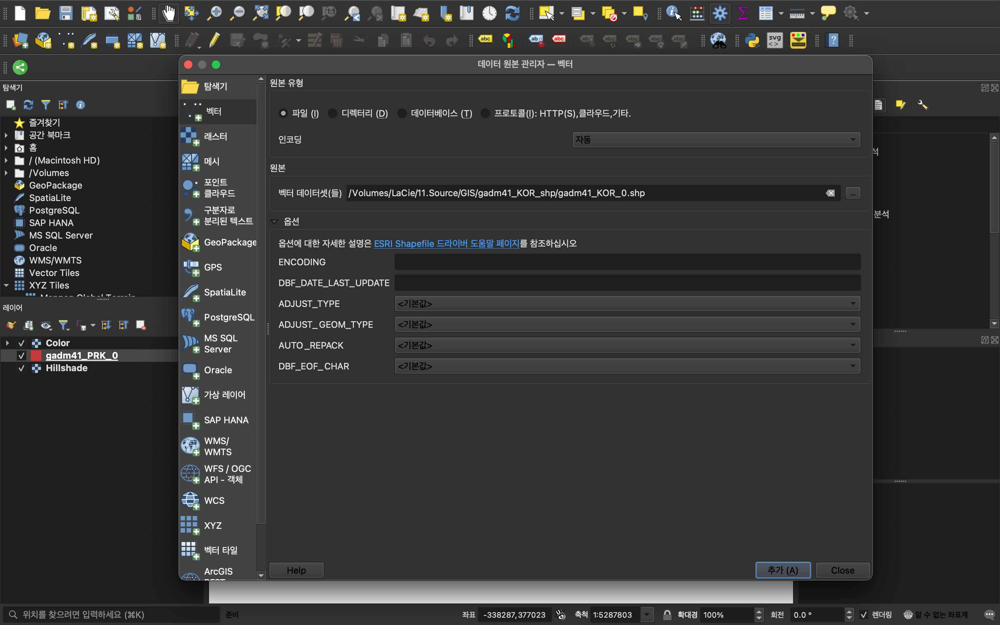 데이터 원본 관리자 — 벡터
탐색기
즐겨찾기
공간 북마크
홈
/ (Macintosh HD)
/Volumes
GeoPackage
SpatiaLite
PostgreSQL
SAP HANA
MS SQL Server
Oracle
WMS/WMTS
Vector Tiles
XYZ Tiles
레이어
Color
gadm41_PRK_0
Hillshade
탐색기
벡터
래스터
메시
포인트
클라우드
구분자로
분리된 텍스트
GeoPackage
GPS
SpatiaLite
PostgreSQL
MS SQL
Server
Oracle
가상 레이어
SAP HANA
WMS/
WMTS
WFS / OGC
API - 객체
WCS
XYZ
벡터 타일
ArcGIS
원본 유형
파일 (I) 디렉터리 (D) 데이터베이스 (T) 프로토콜(I): HTTP(S),클라우드,기타.
인코딩 자동
원본
벡터 데이터셋(들) /Volumes/LaCie/11.Source/GIS/gadm41_KOR_shp/gadm41_KOR_0.shp ...
옵션
옵션에 대한 자세한 설명은 ESRI Shapefile 드라이버 도움말 페이지를 참조하십시오
ENCODING
DBF_DATE_LAST_UPDATE
ADJUST_TYPE <기본값>
ADJUST_GEOM_TYPE <기본값>
AUTO_REPACK <기본값>
DBF_EOF_CHAR <기본값>
Help 추가 (A) Close
석
분석
위치를 찾으려면 입력하세요 (⌘K) 준비 좌표 -338287,377023 축척 1:5287803 확대경 100% 회전 0.0 ° 렌더링 알 수 없는 좌표계